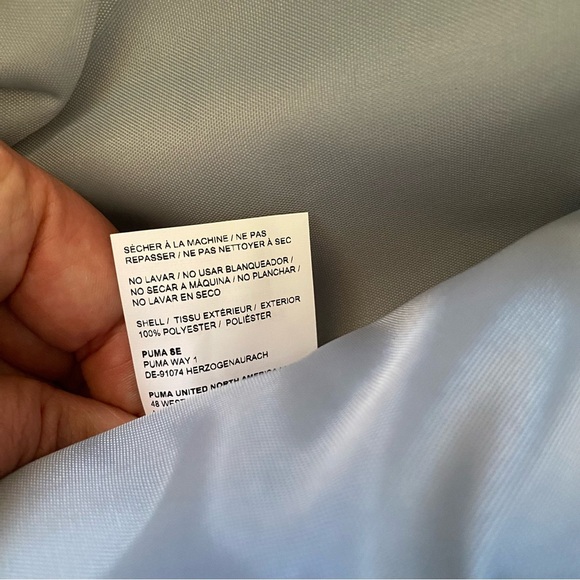 SÉCHER À LA MACHINE / NE PAS
REPASSER / NE PAS NETTOYER À SEC
NO LAVAR / NO USAR BLANQUEADOR /
NO SECAR A MÁQUINA / NO PLANCHAR /
NO LAVAR EN SECO
SHELL / TISSU EXTÉRIEUR / EXTERIOR
100% POLYESTER / POLIÉSTER
PUMA SE
PUMA WAY 1
DE-91074 HERZOGENAURACH
PUMA UNITED NORTH AMERICA
48